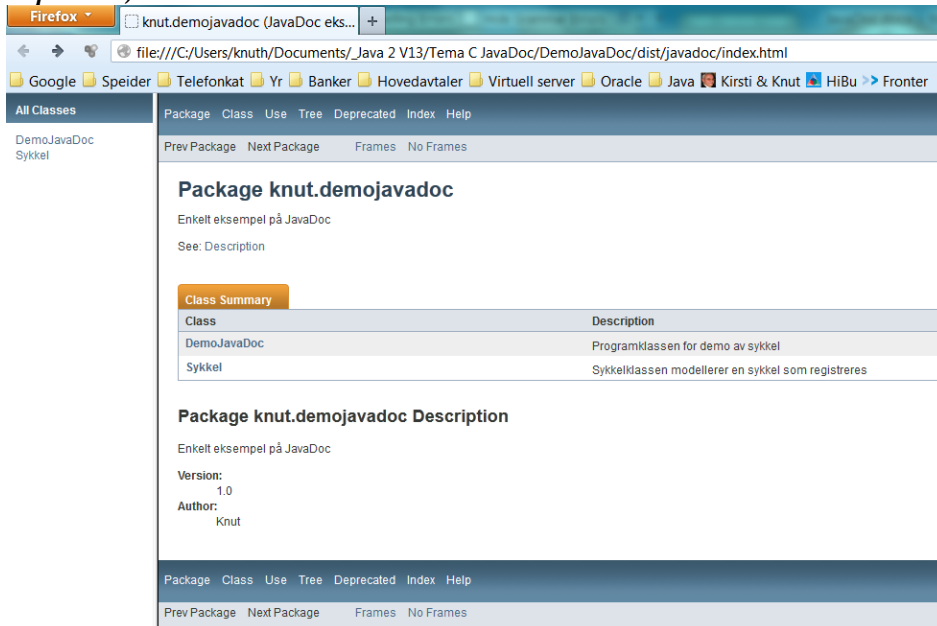 Firefox
knut.demojavadoc (JavaDoc eks... +
file:///C:/Users/knuth/Documents/_Java 2 V13/Tema C JavaDoc/DemoJavaDoc/dist/javadoc/index.html
Google Speider Telefonkat Yr Banker Hovedavtaler Virtuell server Oracle Java Kirsti & Knut HiBu >> Fronter
All Classes
DemoJavaDoc
Sykkel
Package Class Use Tree Deprecated Index Help
Prev Package Next Package Frames No Frames
Package knut.demojavadoc
Enkelt eksempel på JavaDoc
See: Description
Class Summary
Class Description
DemoJavaDoc Programklassen for demo av sykkel
Sykkel Sykkelklassen modellerer en sykkel som registreres
Package knut.demojavadoc Description
Enkelt eksempel på JavaDoc
Version:
1.0
Author:
Knut
Package Class Use Tree Deprecated Index Help
Prev Package Next Package Frames No Frames